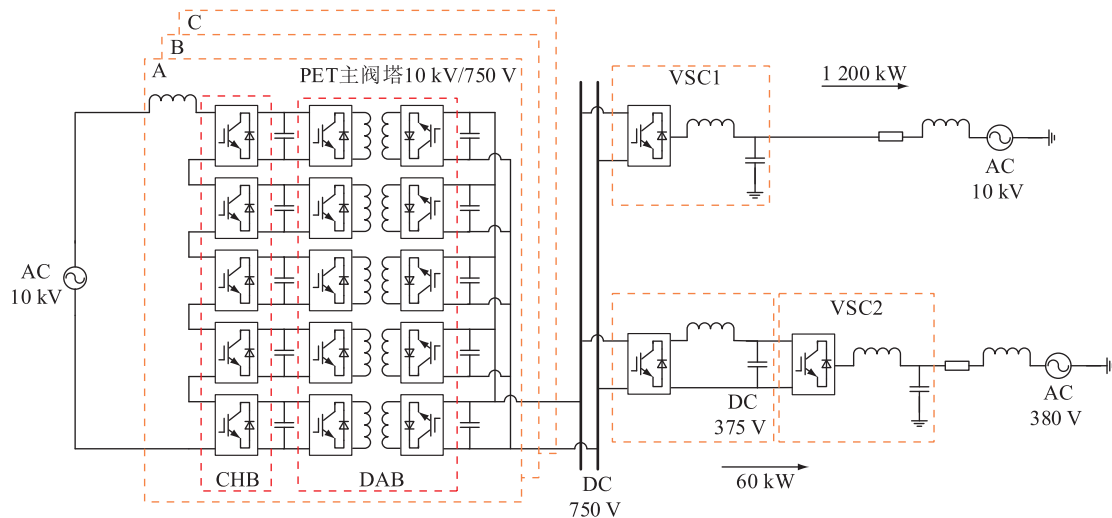 C
B
A
PET主阀塔10 kV/750 V
VSC1
1 200 kW
AC
10 kV
AC
10 kV
VSC2
DC
375 V
AC
380 V
CHB
DAB
60 kW
DC
750 V